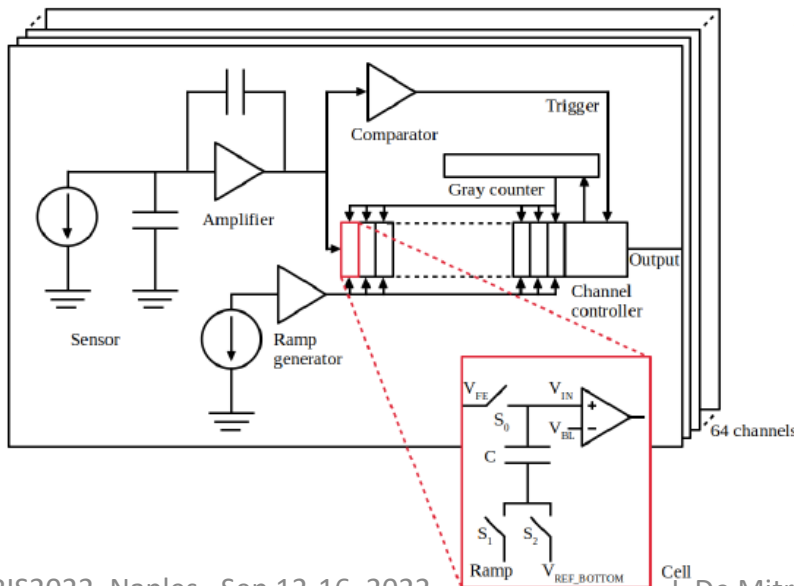 Comparator
Trigger
Gray counter
Amplifier
Output
Channel
controller
Sensor
Ramp
generator
64 channels
V_FE
S_0
V_IN
V_BL
C
S_1
S_2
Ramp
V_REF_BOTTOM
Cell
Naples, Sep 12-16, 2022